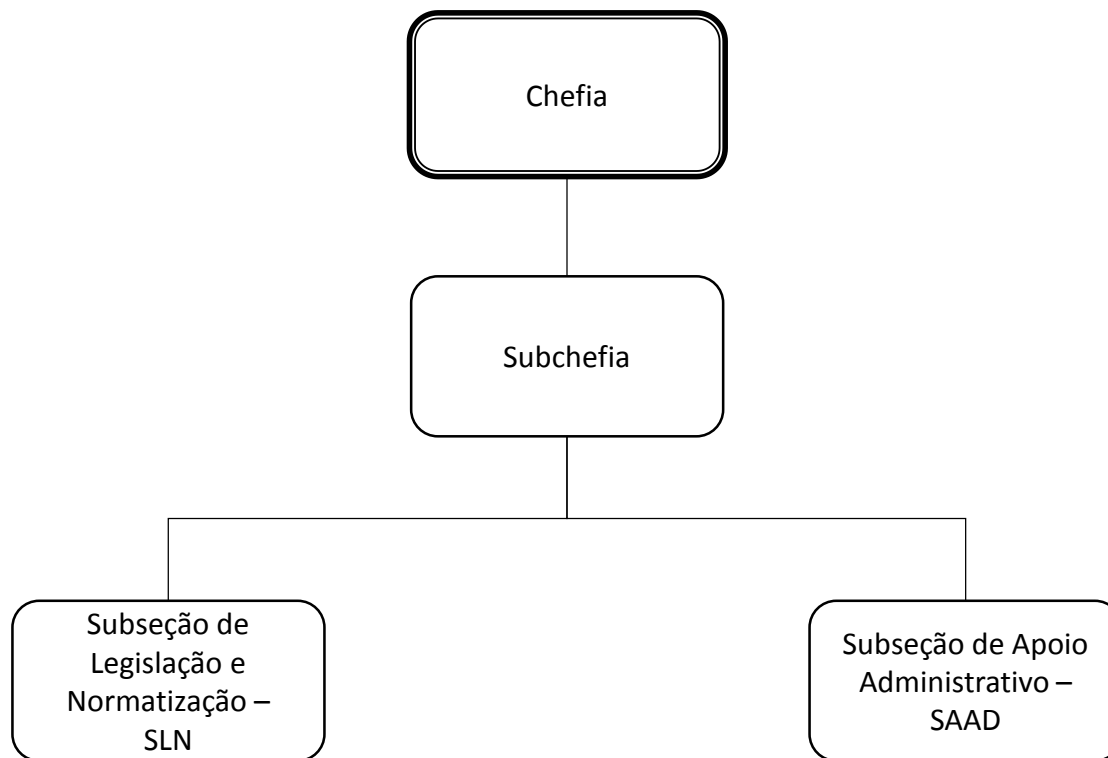 Chefia
Subchefia
Subseção de
Legislação e
Normatização –
SLN
Subseção de Apoio
Administrativo –
SAAD